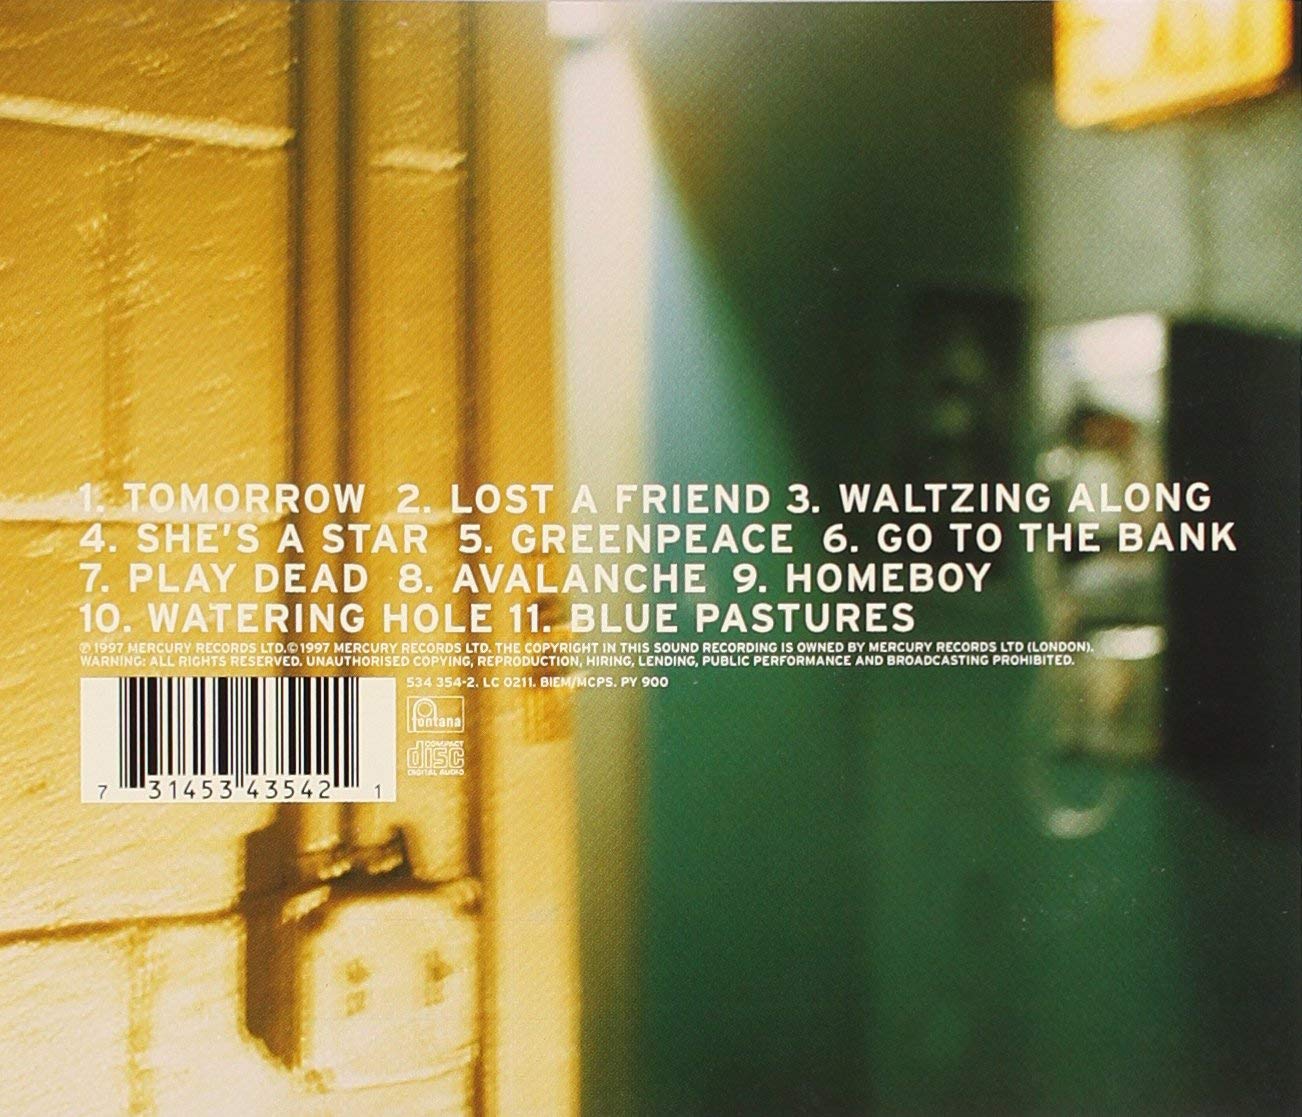 1. TOMORROW 2. LOST A FRIEND 3. WALTZING ALONG
4. SHE'S A STAR 5. GREENPEACE 6. GO TO THE BANK
7. PLAY DEAD 8. AVALANCHE 9. HOMEBOY
10. WATERING HOLE 11. BLUE PASTURES
℗ 1997 MERCURY RECORDS LTD.© 1997 MERCURY RECORDS LTD. THE COPYRIGHT IN THIS SOUND RECORDING IS OWNED BY MERCURY RECORDS LTD (LONDON).
WARNING: ALL RIGHTS RESERVED. UNAUTHORISED COPYING, REPRODUCTION, HIRING, LENDING, PUBLIC PERFORMANCE AND BROADCASTING PROHIBITED.
534 354-2. LC 0211. BIEM/MCPS. PY 900
fontana
COMPACT
disc
DIGITAL AUDIO
7 31453 43542 1